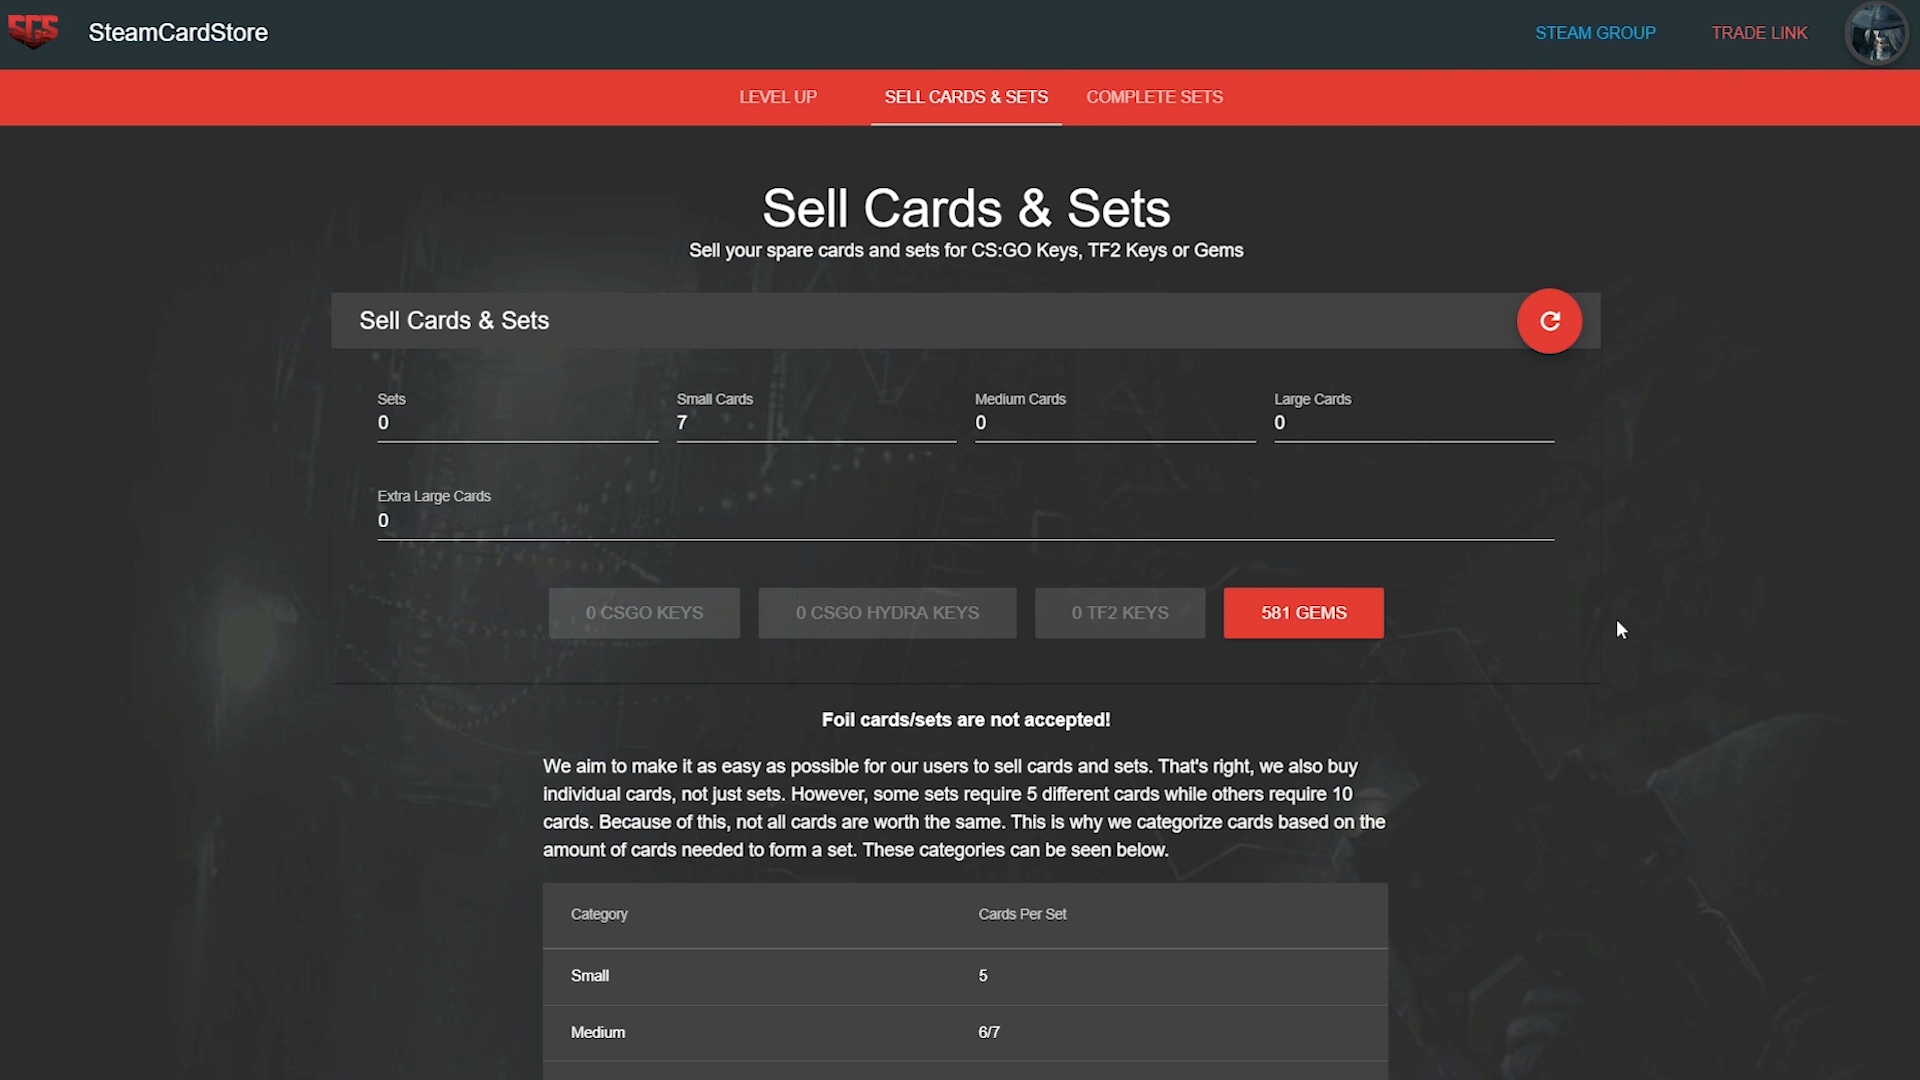 SGS
SteamCardStore
STEAM GROUP
TRADE LINK
LEVEL UP
SELL CARDS & SETS
COMPLETE SETS
Sell Cards & Sets
Sell your spare cards and sets for CS:GO Keys, TF2 Keys or Gems
Sell Cards & Sets
Sets
0
Small Cards
7
Medium Cards
0
Large Cards
0
Extra Large Cards
0
0 CSGO KEYS
0 CSGO HYDRA KEYS
0 TF2 KEYS
581 GEMS
Foil cards/sets are not accepted!
We aim to make it as easy as possible for our users to sell cards and sets. That's right, we also buy
individual cards, not just sets. However, some sets require 5 different cards while others require 10
cards. Because of this, not all cards are worth the same. This is why we categorize cards based on the
amount of cards needed to form a set. These categories can be seen below.
Category
Cards Per Set
Small
5
Medium
6/7